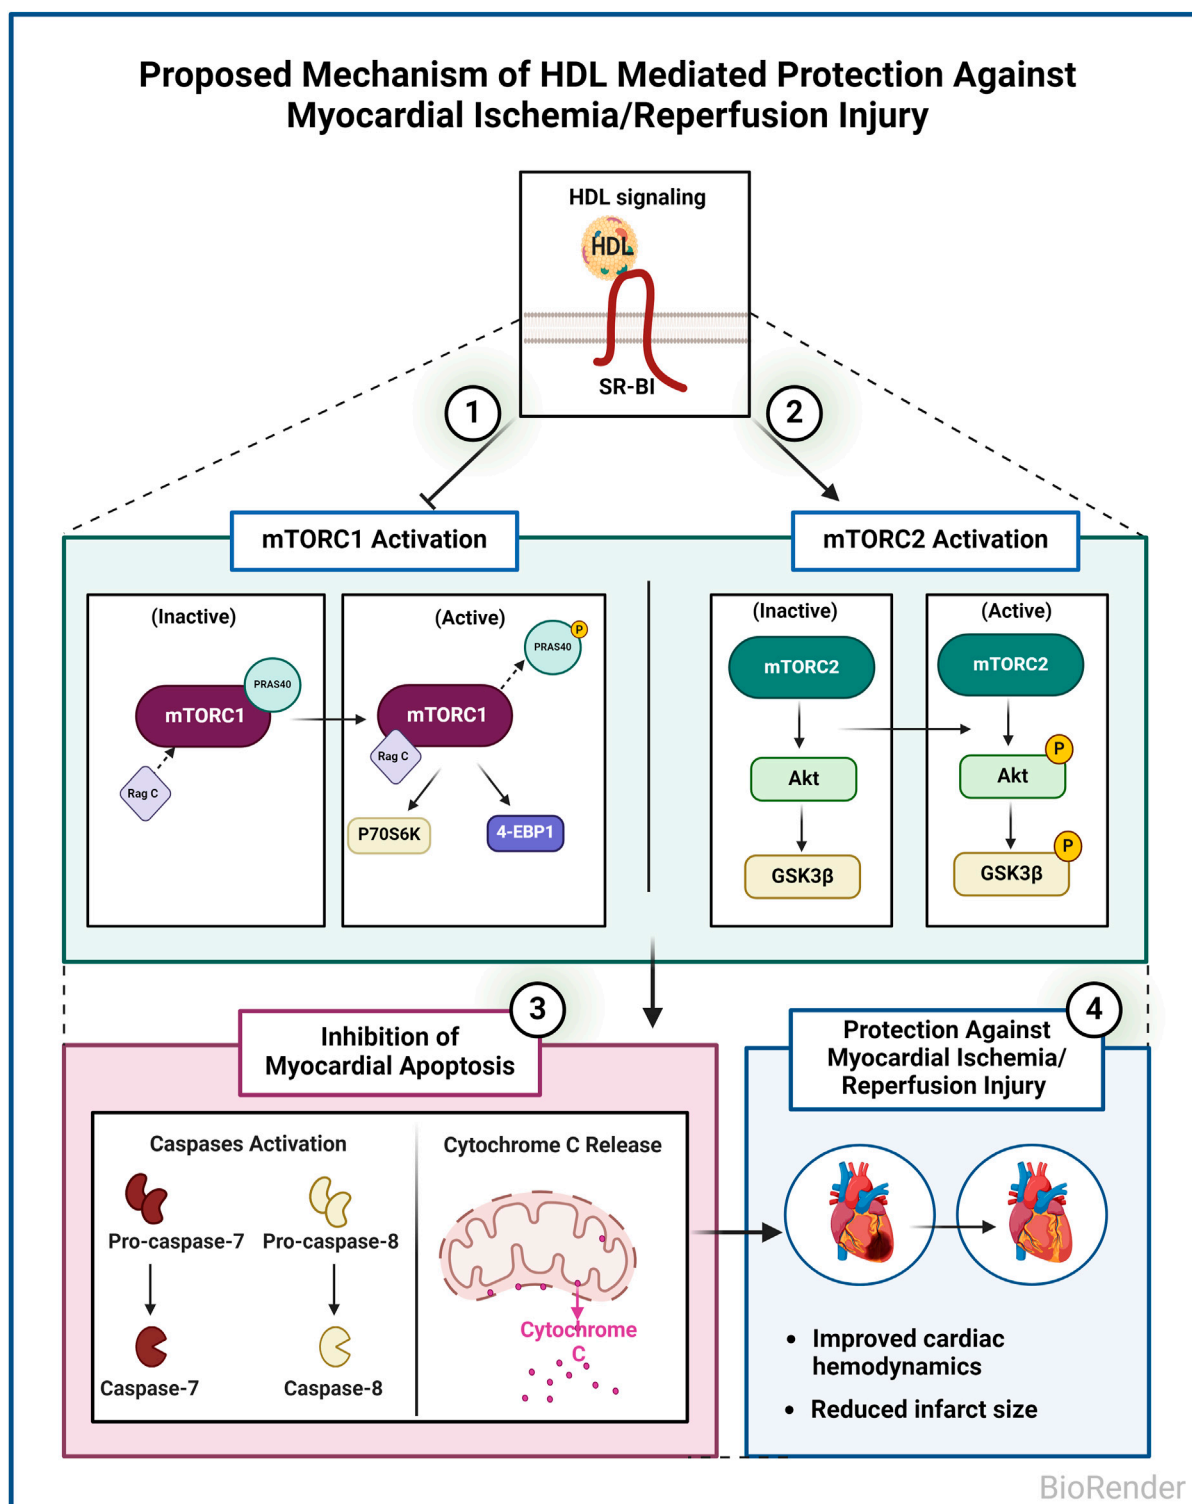 Proposed Mechanism of HDL Mediated Protection Against
Myocardial Ischemia/Reperfusion Injury
HDL signaling
HDL
SR-BI
1
2
mTORC1 Activation
mTORC2 Activation
(Inactive)
(Active)
(Inactive)
(Active)
PRAS40
mTORC1
Rag C
PRAS40
P
mTORC1
Rag C
P70S6K
4-EBP1
mTORC2
Akt
GSK3β
mTORC2
Akt
P
GSK3β
P
3
Inhibition of
Myocardial Apoptosis
4
Protection Against
Myocardial Ischemia/
Reperfusion Injury
Caspases Activation
Pro-caspase-7
Pro-caspase-8
Caspase-7
Caspase-8
Cytochrome C Release
Cytochrome
C
• Improved cardiac
hemodynamics
• Reduced infarct size
BioRender